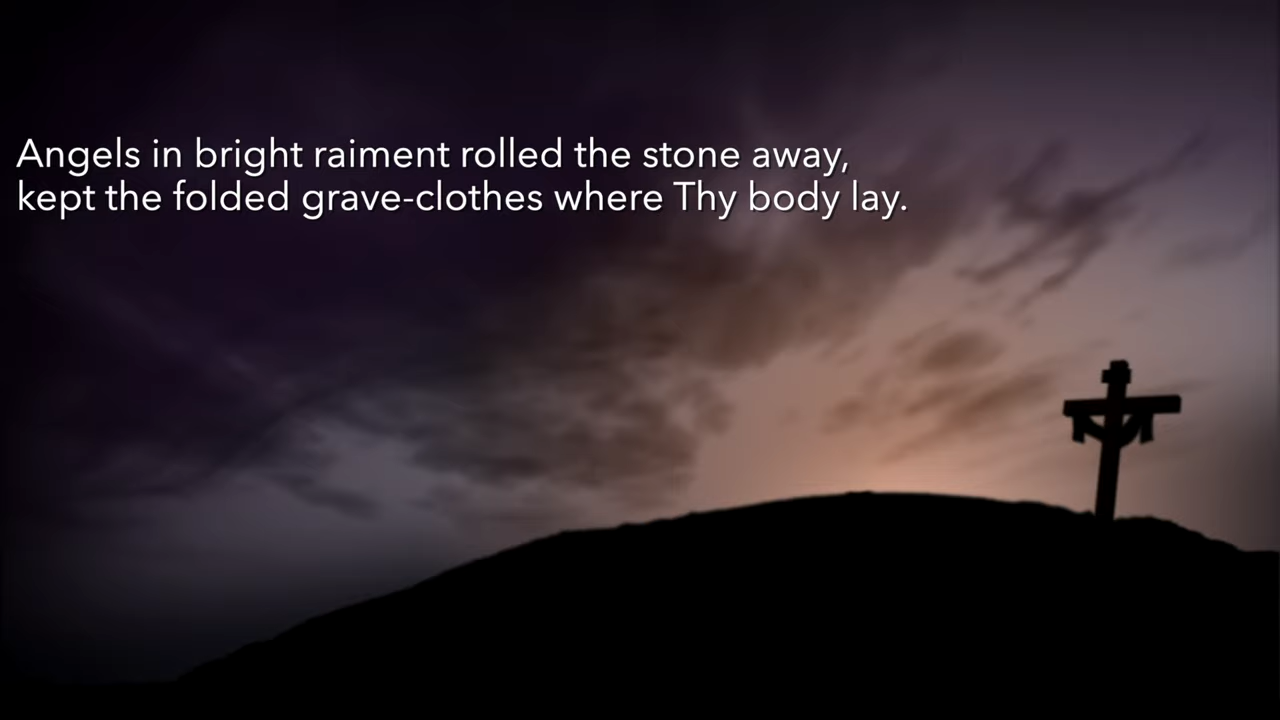 Angels in bright raiment rolled the stone away,
kept the folded grave-clothes where Thy body lay.